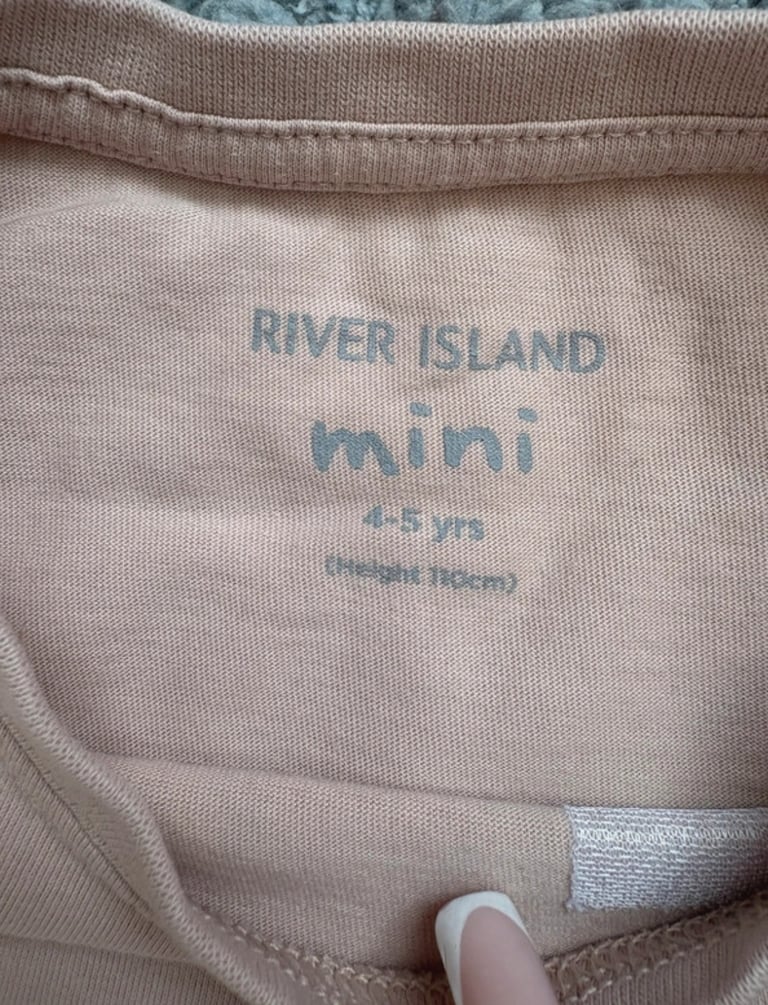 RIVER ISLAND
mini
4-5 yrs
(Height 110cm)